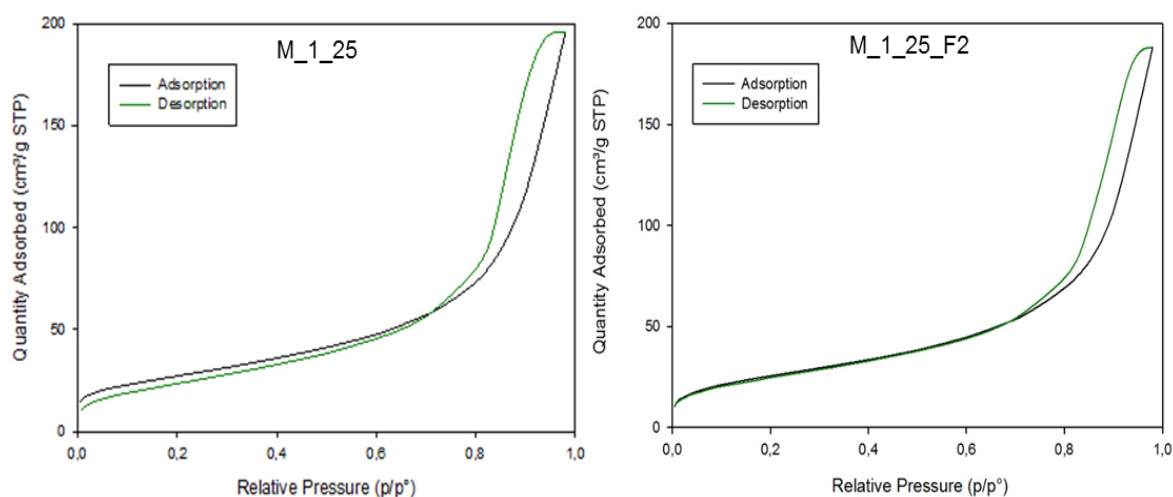 M_1_25
Adsorption
Desorption
Quantity Adsorbed (cm³/g STP)
200
150
100
50
0
0,0 0,2 0,4 0,6 0,8 1,0
Relative Pressure (p/p°)
M_1_25_F2
Adsorption
Desorption
Quantity Adsorbed (cm³/g STP)
200
150
100
50
0
0,0 0,2 0,4 0,6 0,8 1,0
Relative Pressure (p/p°)